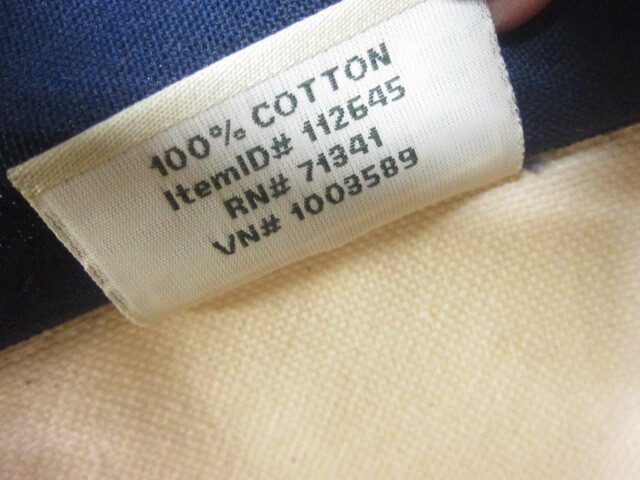 100% COTTON
ItemID# 112645
RN# 71341
VN# 1003589